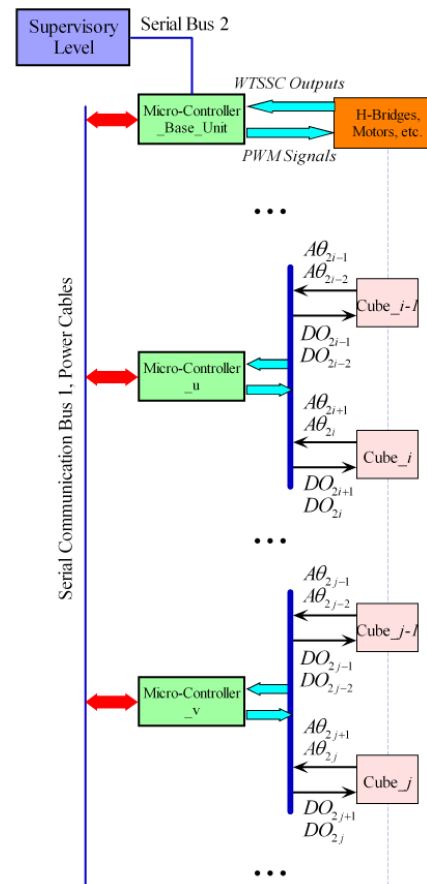 Supervisory
Level
Serial Bus 2
WTSSC Outputs
Micro-Controller
_Base_Unit
H-Bridges,
Motors, etc.
PWM Signals
Serial Communication Bus 1, Power Cables
•••
Aθ₂ᵢ₋₁
Aθ₂ᵢ₋₂
Cube_i-1
DO₂ᵢ₋₁
DO₂ᵢ₋₂
Micro-Controller
_u
Aθ₂ᵢ₊₁
Aθ₂ᵢ
Cube_i
DO₂ᵢ₊₁
DO₂ᵢ
•••
Aθ₂ⱼ₋₁
Aθ₂ⱼ₋₂
Cube_j-1
DO₂ⱼ₋₁
DO₂ⱼ₋₂
Micro-Controller
_v
Aθ₂ⱼ₊₁
Aθ₂ⱼ
Cube_j
DO₂ⱼ₊₁
DO₂ⱼ
•••